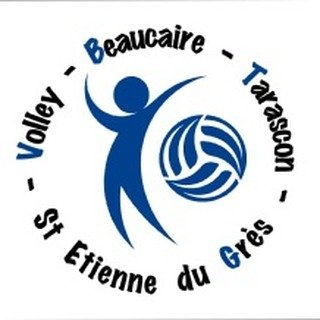 Volley - Beaucaire - Tarascon -
St Etienne du Grès -